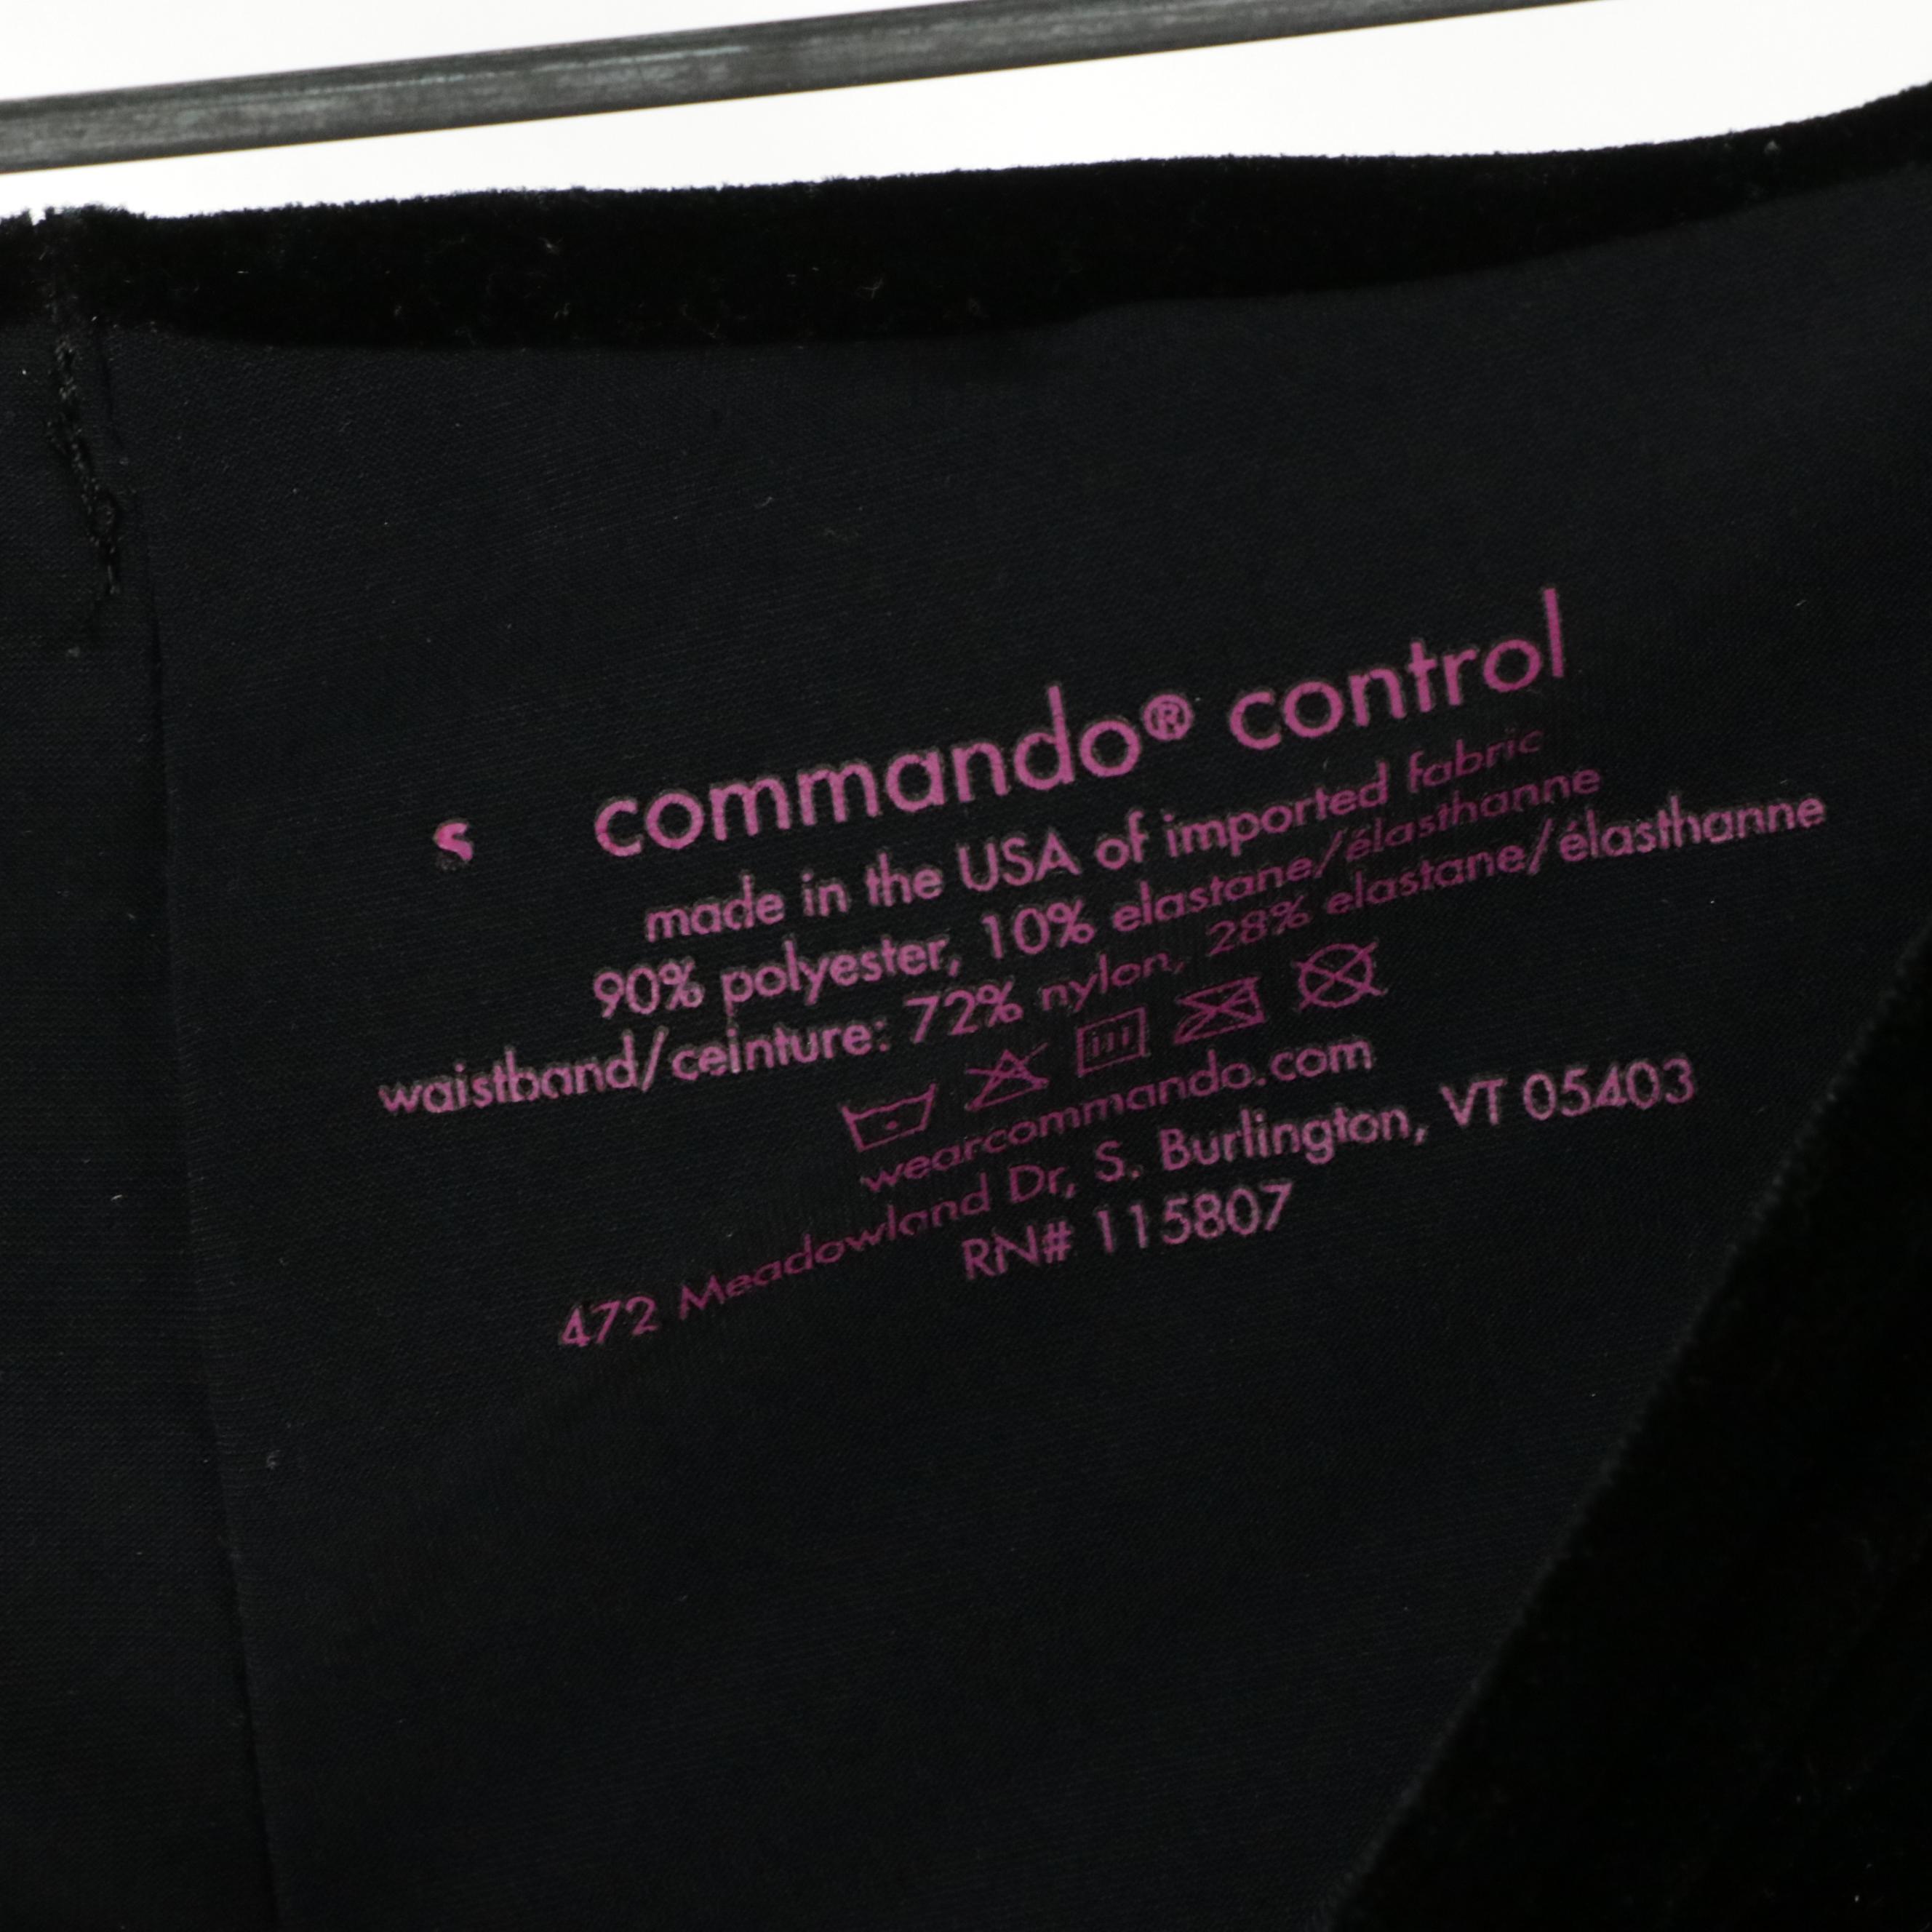 s commando® control
made in the USA of imported fabric
90% polyester, 10% elastane/élasthanne
waistband/ceinture: 72% nylon, 28% elastane/élasthanne
wearcommando.com
472 Meadowland Dr, S. Burlington, VT 05403
RN# 115807